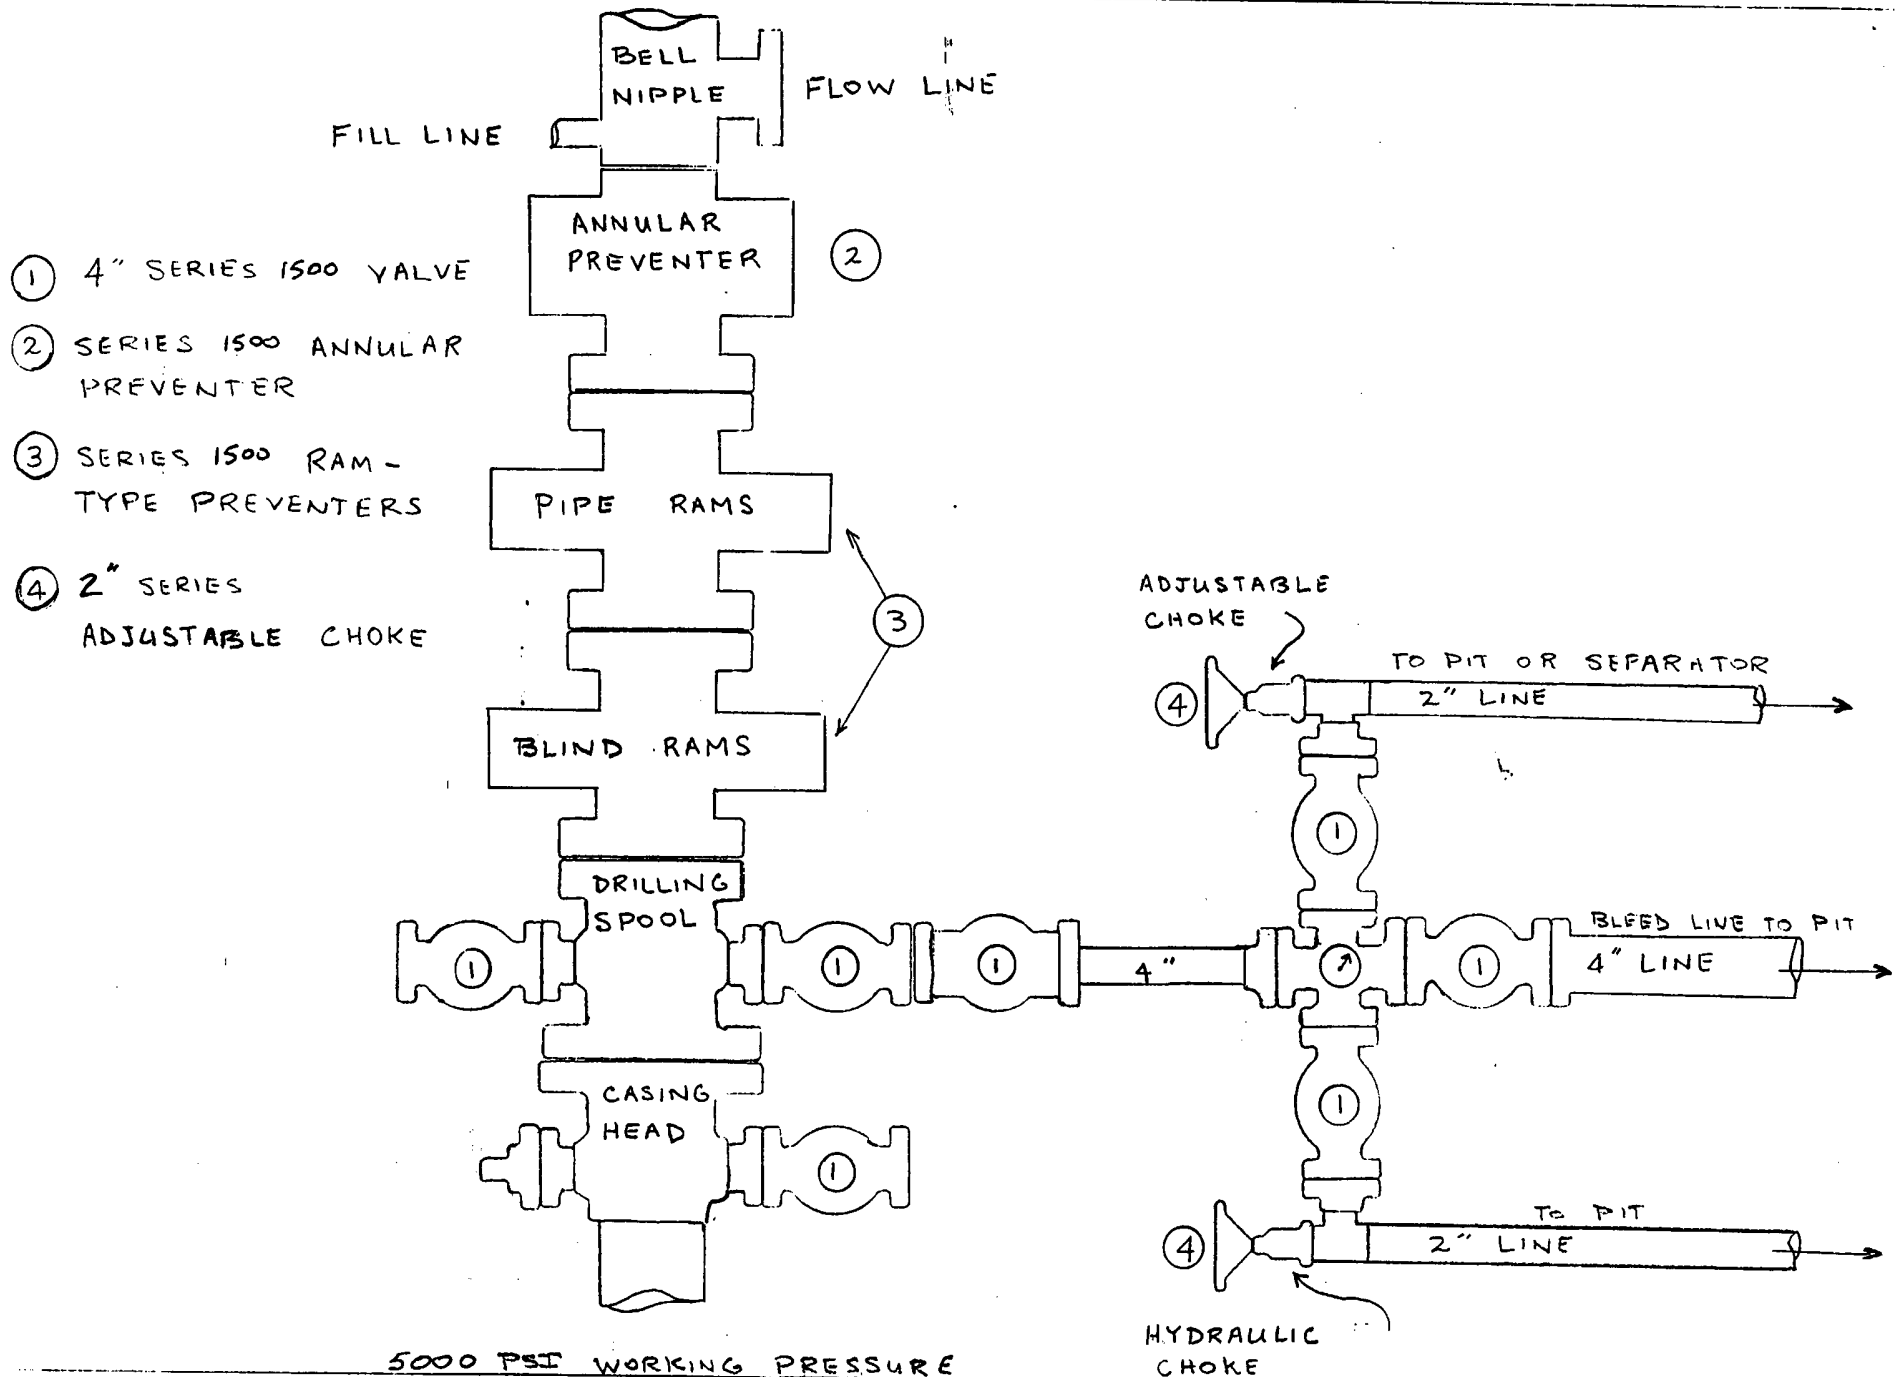 BELL
NIPPLE
FLOW LINE
FILL LINE
ANNULAR
PREVENTER
2
1 4" SERIES 1500 VALVE
2 SERIES 1500 ANNULAR
PREVENTER
3 SERIES 1500 RAM-
TYPE PREVENTERS
4 2" SERIES
ADJUSTABLE CHOKE
PIPE RAMS
3
BLIND RAMS
ADJUSTABLE
CHOKE
4
TO PIT OR SEPARATOR
2" LINE
1
DRILLING
SPOOL
1
1
1
4"
1
BLEED LINE TO PIT
4" LINE
1
CASING
HEAD
1
4
TO PIT
2" LINE
HYDRAULIC
CHOKE
5000 PSI WORKING PRESSURE